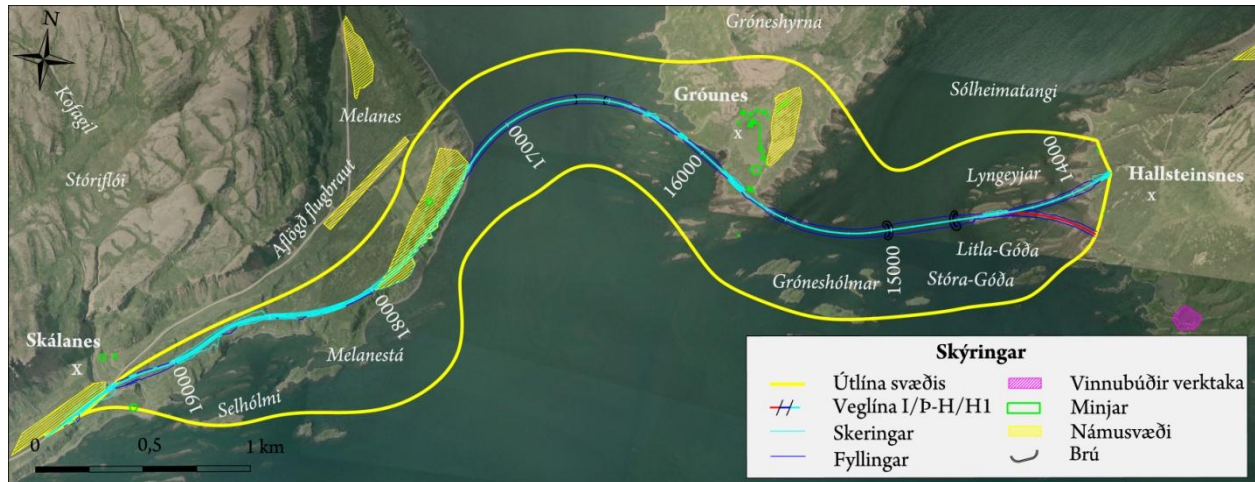 N
Gróneshyrna
Kofagil
Melanes
Gróunes
x
Sólheimatangi
Stóriflói
Aflögð flugbraut
17000
16000
14000
Lyngeyjar
Hallsteinsnes
x
Litla-Góða
15000
Stóra-Góða
Gróneshólmar
18000
Skálanes
x
Melanestá
19000
Selhólmi
0
0,5
1 km
Skýringar
Útlína svæðis
Veglína I/Þ-H/H1
Skeringar
Fyllingar
Vinnubúðir verktaka
Minjar
Námusvæði
Brú